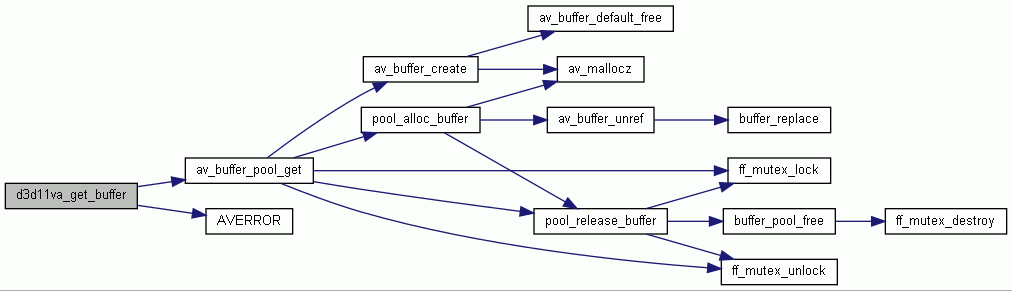 av_buffer_default_free
av_buffer_create
av_mallocz
pool_alloc_buffer
av_buffer_unref
buffer_replace
av_buffer_pool_get
ff_mutex_lock
d3d11va_get_buffer
AVERROR
pool_release_buffer
buffer_pool_free
ff_mutex_destroy
ff_mutex_unlock